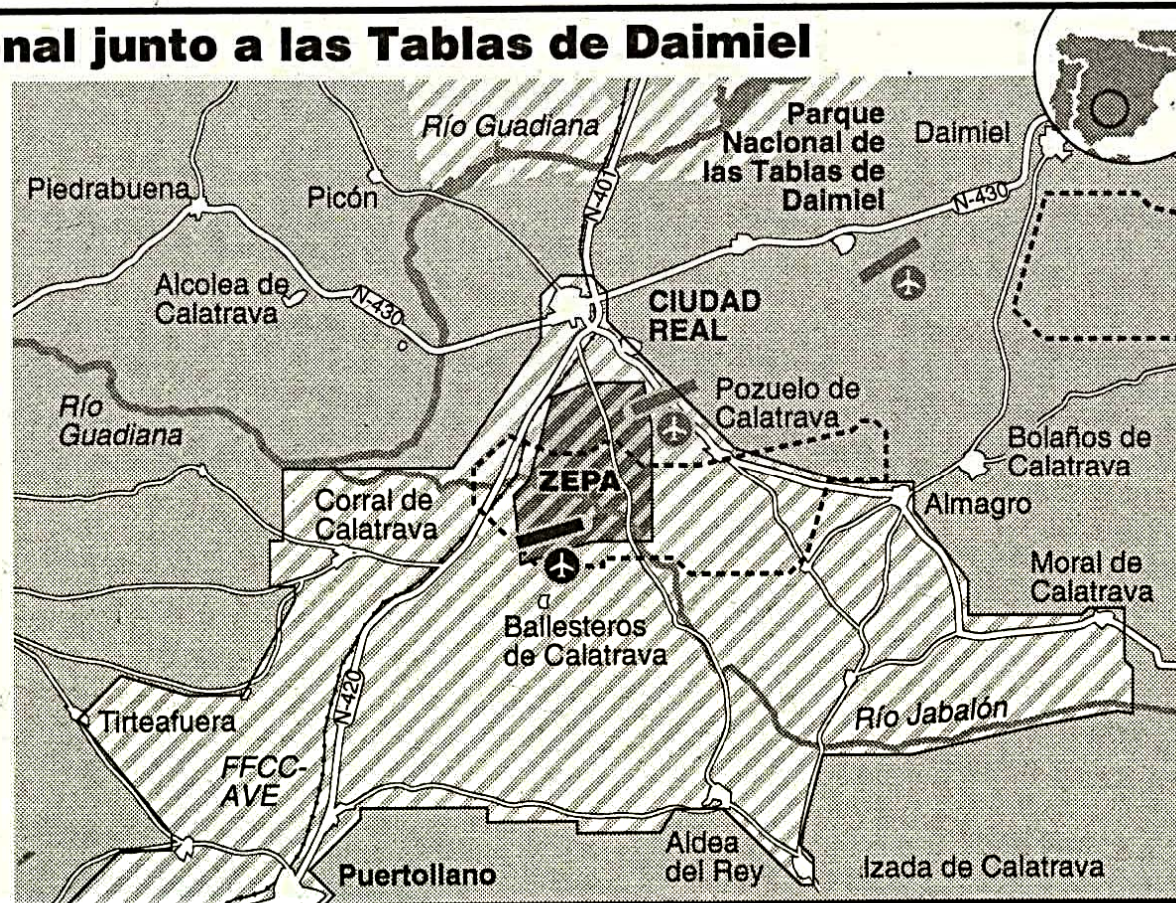 nal junto a las Tablas de Daimiel
Río Guadiana
Parque
Nacional de
las Tablas de
Daimiel
Daimiel
Piedrabuena
Picón
N-401
N-430
Alcolea de
Calatrava
N-430
CIUDAD
REAL
Río
Guadiana
Pozuelo de
Calatrava
Bolaños de
Calatrava
ZEPA
Corral de
Calatrava
Almagro
Moral de
Calatrava
Ballesteros
de Calatrava
N-420
Tirteafuera
Río Jabalón
FFCC-
AVE
Aldea
del Rey
Puertollano
.Izada de Calatrava